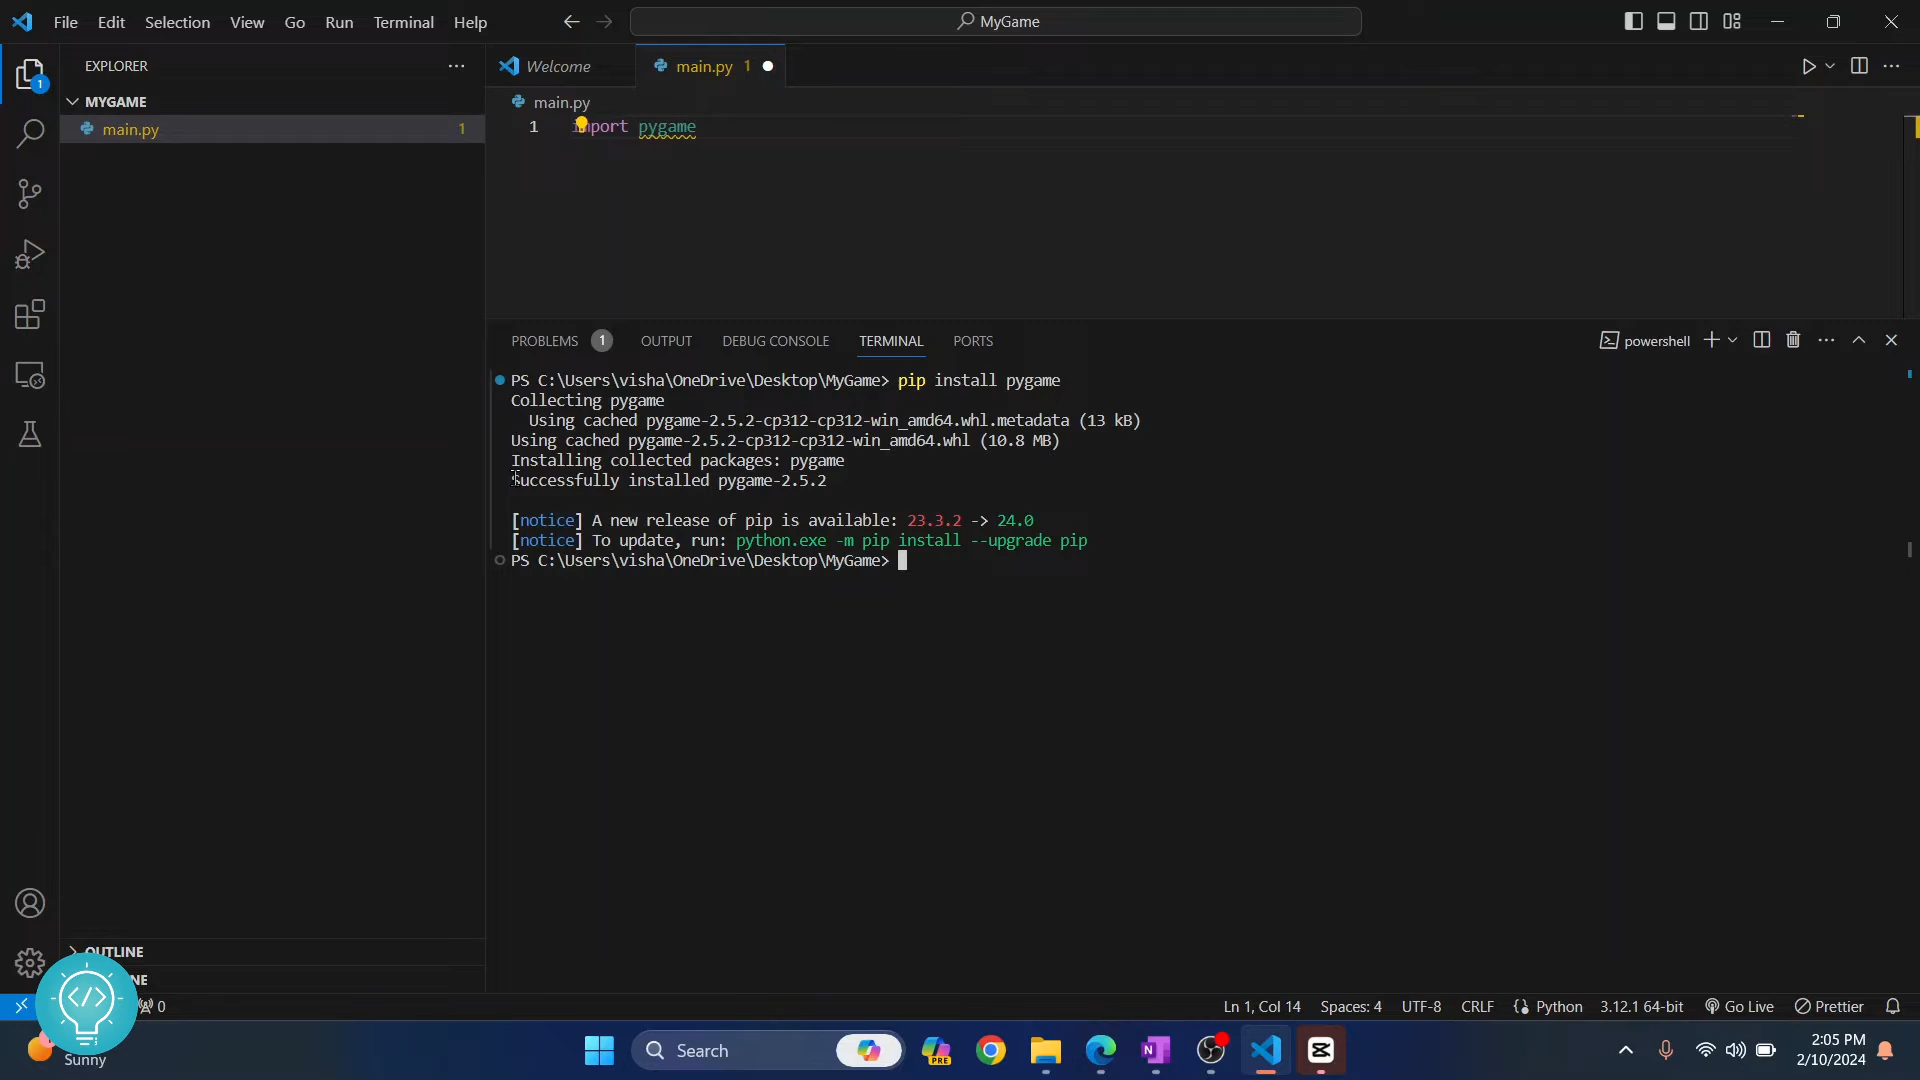 File Edit Selection View Go Run Terminal Help
MyGame
EXPLORER
1
MYGAME
main.py 1
Welcome
main.py 1
main.py
1 import pygame
PROBLEMS 1 OUTPUT DEBUG CONSOLE TERMINAL PORTS
powershell
PS C:\Users\visha\OneDrive\Desktop\MyGame> pip install pygame
Collecting pygame
Using cached pygame-2.5.2-cp312-cp312-win_amd64.whl.metadata (13 kB)
Using cached pygame-2.5.2-cp312-cp312-win_amd64.whl (10.8 MB)
Installing collected packages: pygame
Successfully installed pygame-2.5.2
[notice] A new release of pip is available: 23.3.2 -> 24.0
[notice] To update, run: python.exe -m pip install --upgrade pip
PS C:\Users\visha\OneDrive\Desktop\MyGame>
OUTLINE
0
Ln 1, Col 14 Spaces: 4 UTF-8 CRLF Python 3.12.1 64-bit Go Live Prettier
Sunny
Search
PRE
2:05 PM
2/10/2024